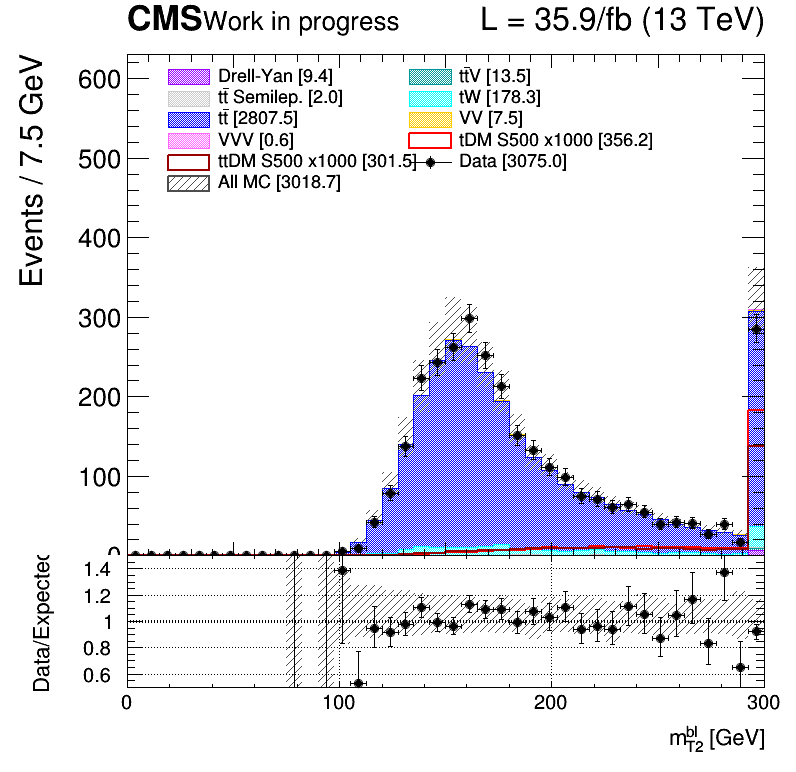 CMS Work in progress L = 35.9/fb (13 TeV)
Events / 7.5 GeV
600
500
400
300
200
100
0
Drell-Yan [9.4] tt̄V [13.5]
tt̄ Semilep. [2.0] tW [178.3]
tt̄ [2807.5] VV [7.5]
VVV [0.6] tDM S500 x1000 [356.2]
ttDM S500 x1000 [301.5] Data [3075.0]
All MC [3018.7]
Data/Expected
1.4
1.2
1
0.8
0.6
0 100 200 300
m_{T2}^{bl} [GeV]